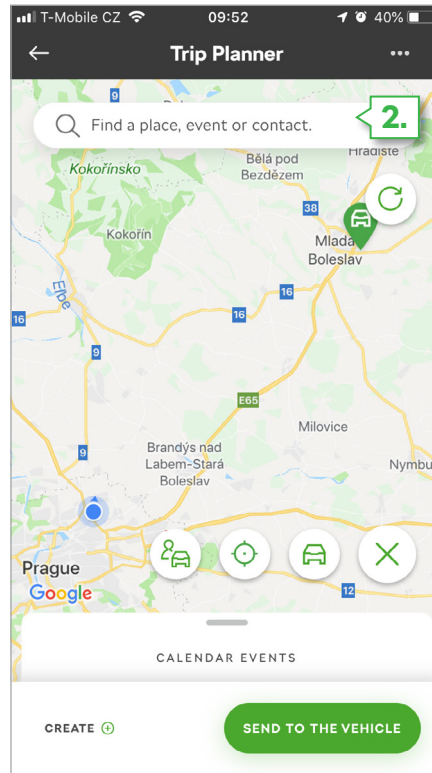 T-Mobile CZ 09:52 40%
Trip Planner
9
Find a place, event or contact.
2.
Kokořínsko
Bělá pod
Bezdězem
Hradiště
38
Kokořín
Mladá
Boleslav
Elbe
16
16
16
9
E65
Milovice
9
Brandýs nad
Labem-Stará
Boleslav
Nymbu
Prague
Google
12
CALENDAR EVENTS
CREATE
SEND TO THE VEHICLE